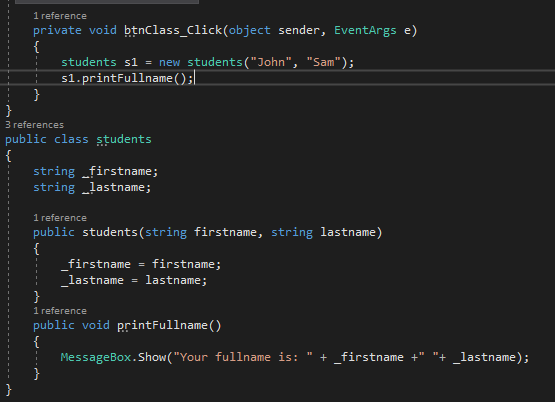 1 reference
private void btnClass_Click(object sender, EventArgs e)
{
students s1 = new students("John", "Sam");
s1.printFullname();
}
}
3 references
public class students
{
string _firstname;
string _lastname;
1 reference
public students(string firstname, string lastname)
{
_firstname = firstname;
_lastname = lastname;
}
1 reference
public void printFullname()
{
MessageBox.Show("Your fullname is: " + _firstname +" "+ _lastname);
}
}